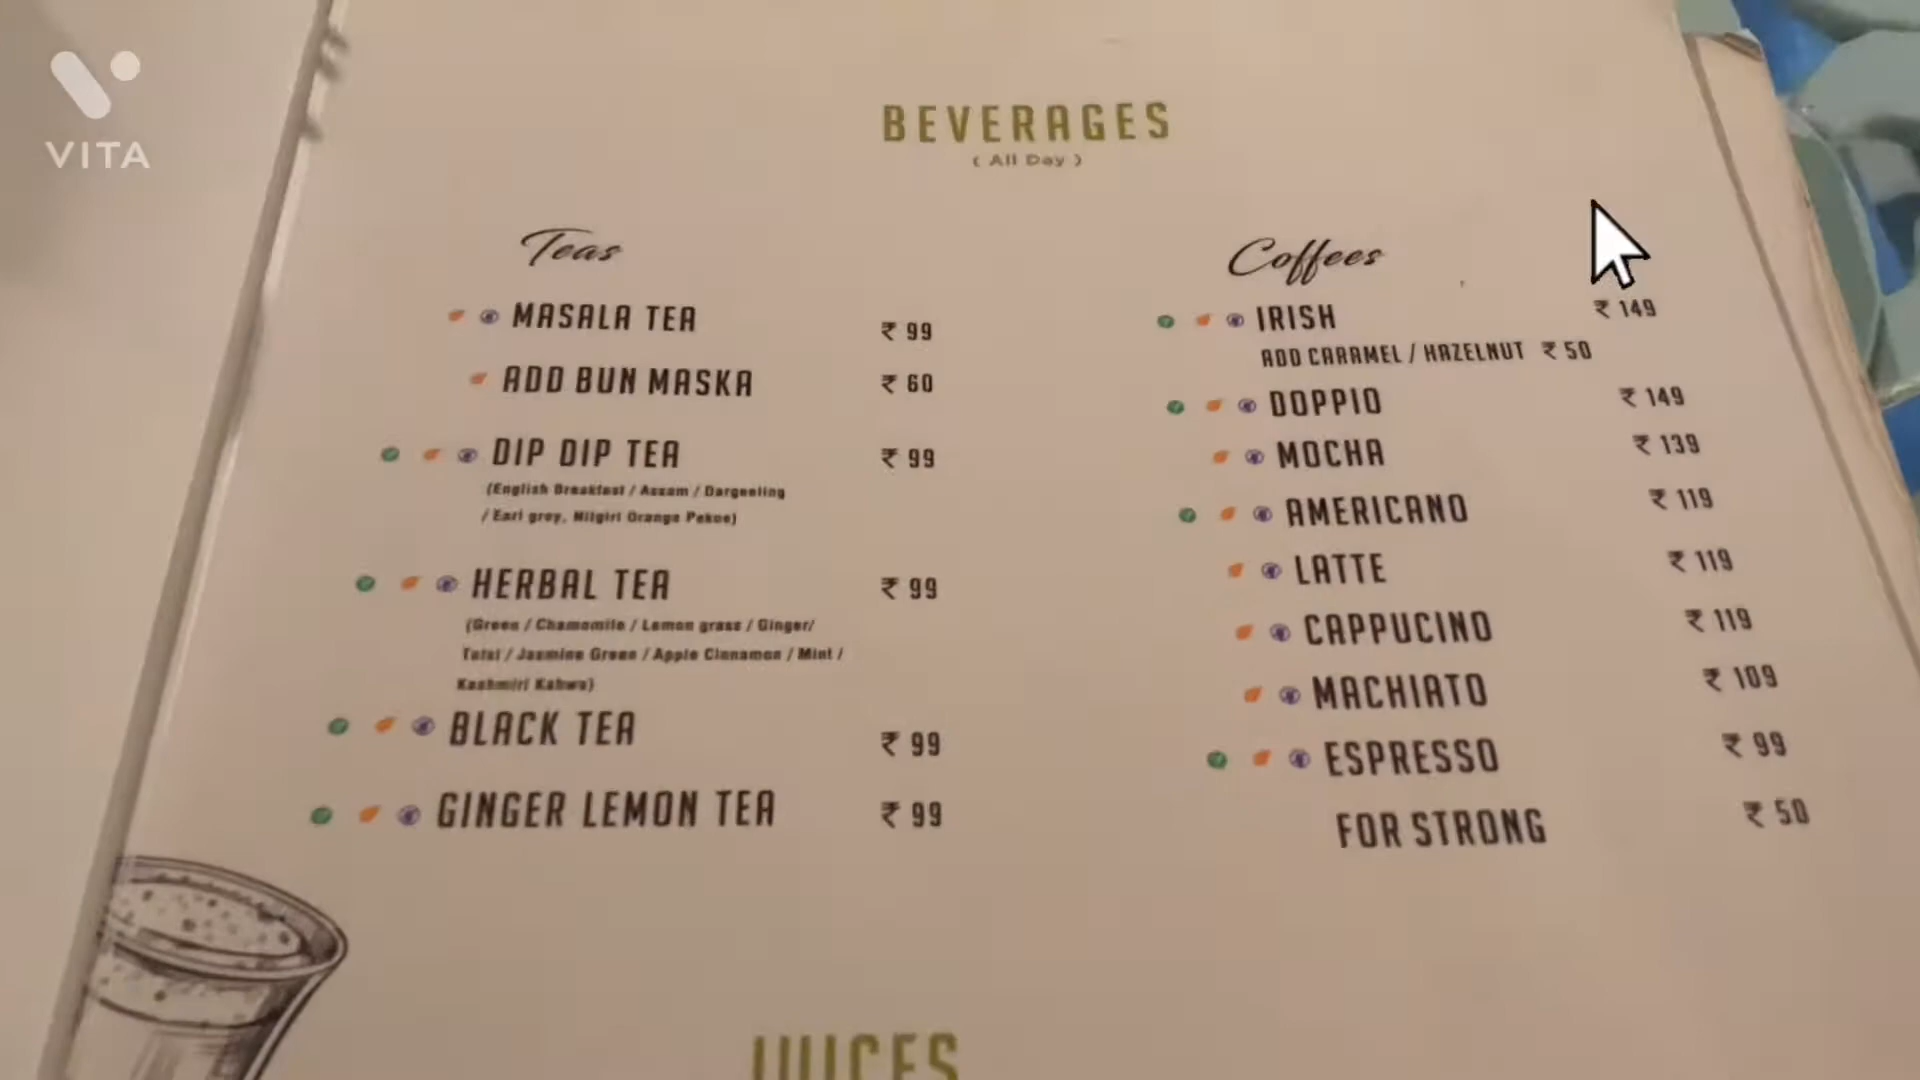 VITA
BEVERAGES
( All Day )
Teas
MASALA TEA ₹ 99
ADD BUN MASKA ₹ 60
DIP DIP TEA ₹ 99
(English Breakfast / Assam / Dargeeling
/ Earl grey, Nilgiri Orange Pekoe)
HERBAL TEA ₹ 99
(Green / Chamomile / Lemon grass / Ginger/
Tulsi / Jasmine Green / Apple Cinnamon / Mint /
Kashmiri Kahwa)
BLACK TEA ₹ 99
GINGER LEMON TEA ₹ 99
Coffees
IRISH ₹ 149
ADD CARAMEL / HAZELNUT ₹ 50
DOPPIO ₹ 149
MOCHA ₹ 139
AMERICANO ₹ 119
LATTE ₹ 119
CAPPUCINO ₹ 119
MACHIATO ₹ 109
ESPRESSO ₹ 99
FOR STRONG ₹ 50
JUICES